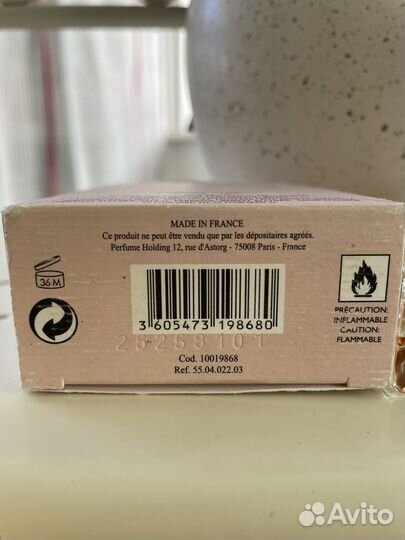 MADE IN FRANCE
Ce produit ne peut être vendu que par les dépositaires agréés.
Perfume Holding 12, rue d'Astorg - 75008 Paris - France
36 M
3 605473 198680
25258101
Cod. 10019868
Ref. 55.04.022.03
PRÉCAUTION:
INFLAMMABLE
CAUTION:
FLAMMABLE
Avito